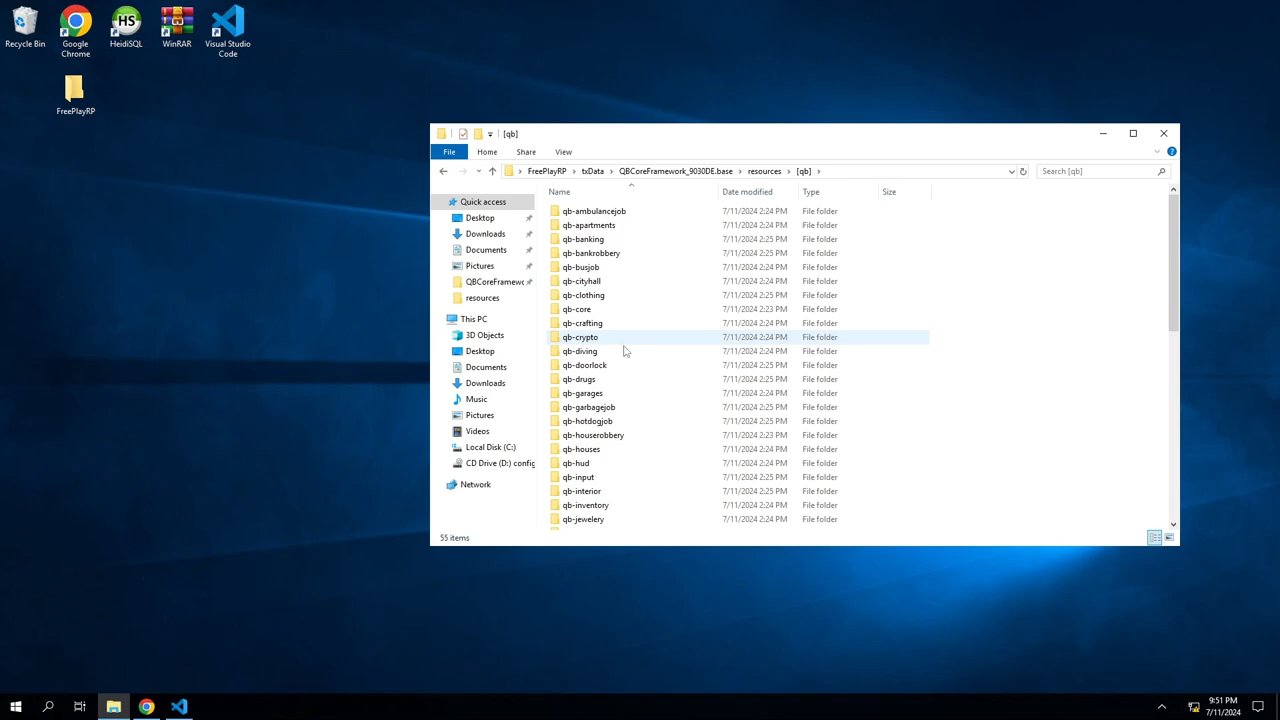 Recycle Bin
Google
Chrome
HS
HeidiSQL
WinRAR
Visual Studio
Code
FreePlayRP
[qb]
File
Home
Share
View
FreePlayRP > txData > QBCoreFramework_9030DE.base > resources > [qb] >
Search [qb]
Name
Date modified
Type
Size
Quick access
Desktop
Downloads
Documents
Pictures
QBCoreFramewc
resources
This PC
3D Objects
Desktop
Documents
Downloads
Music
Pictures
Videos
Local Disk (C:)
CD Drive (D:) config
Network
qb-ambulancejob 7/11/2024 2:24 PM File folder
qb-apartments 7/11/2024 2:24 PM File folder
qb-banking 7/11/2024 2:25 PM File folder
qb-bankrobbery 7/11/2024 2:25 PM File folder
qb-busjob 7/11/2024 2:24 PM File folder
qb-cityhall 7/11/2024 2:24 PM File folder
qb-clothing 7/11/2024 2:25 PM File folder
qb-core 7/11/2024 2:23 PM File folder
qb-crafting 7/11/2024 2:24 PM File folder
qb-crypto 7/11/2024 2:24 PM File folder
qb-diving 7/11/2024 2:24 PM File folder
qb-doorlock 7/11/2024 2:25 PM File folder
qb-drugs 7/11/2024 2:25 PM File folder
qb-garages 7/11/2024 2:24 PM File folder
qb-garbagejob 7/11/2024 2:25 PM File folder
qb-hotdogjob 7/11/2024 2:25 PM File folder
qb-houserobbery 7/11/2024 2:23 PM File folder
qb-houses 7/11/2024 2:24 PM File folder
qb-hud 7/11/2024 2:24 PM File folder
qb-input 7/11/2024 2:25 PM File folder
qb-interior 7/11/2024 2:25 PM File folder
qb-inventory 7/11/2024 2:24 PM File folder
qb-jewelery 7/11/2024 2:24 PM File folder
55 items
9:51 PM
7/11/2024